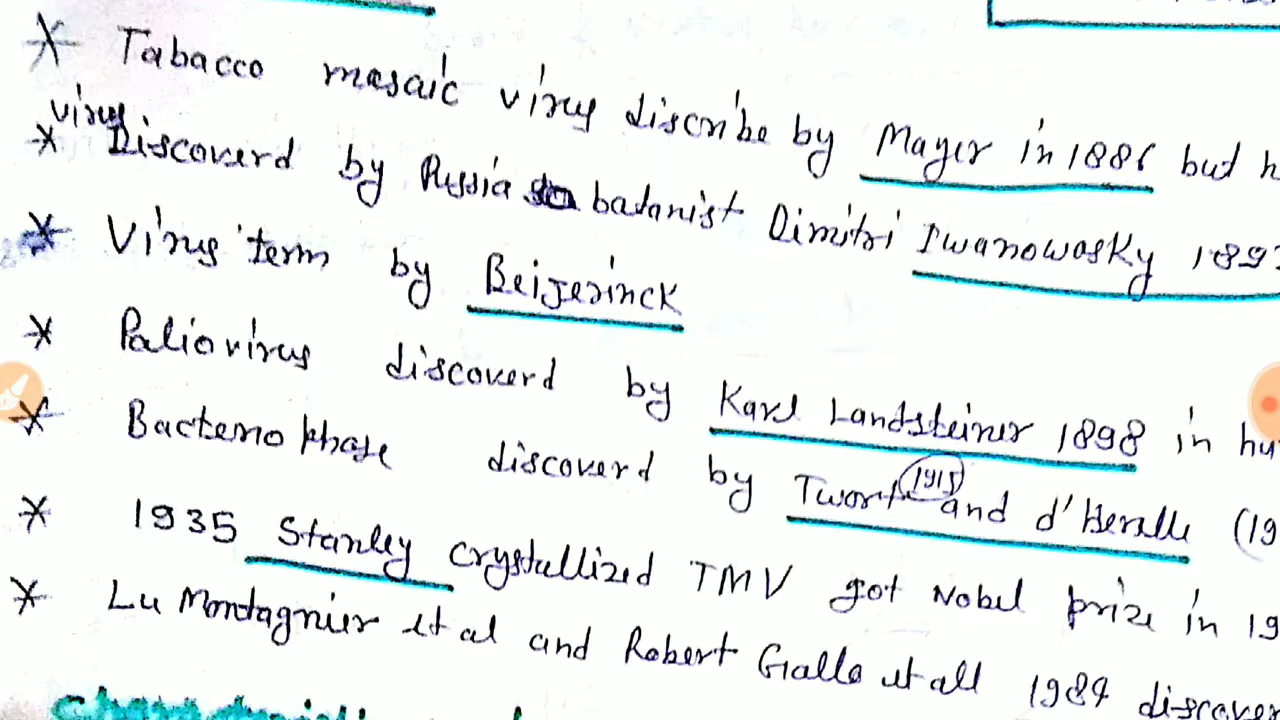 * Tabacco mosaic virus discribe by Mayer in 1886 but h
virus
* Discoverd by Russia batanist Dimitri Iwanowasky 189
* Virus term by Beijerinck
* Paliovirus discoverd by Karl Landsteiner 1898 in hu
* Bacteriophage discoverd by Twort 1915 and d'Herelle (19
* 1935 Stanley crystallized TMV got Nobel prize in 19
* Lu Montagnier et al and Robert Gallo et all 1984 discover